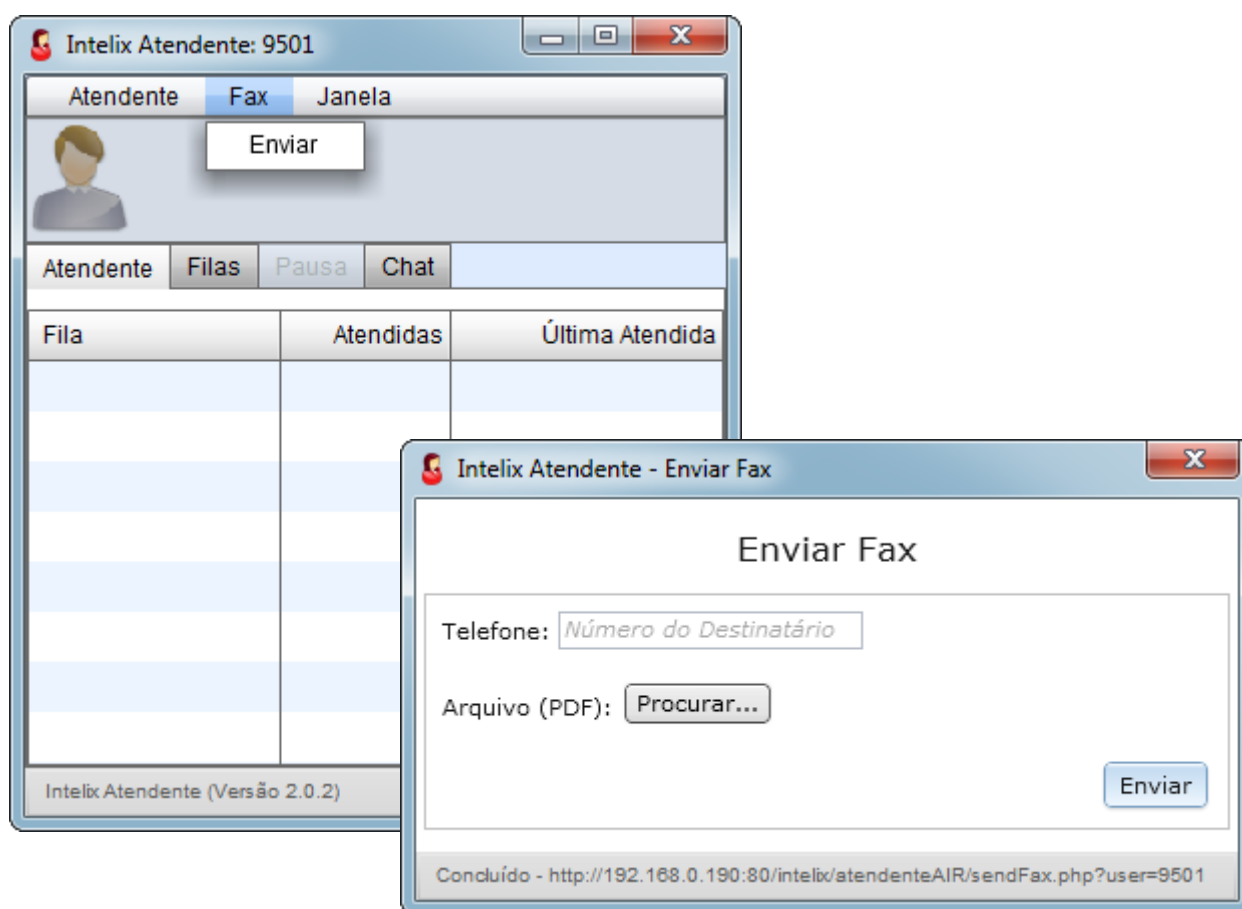 Intelix Atendente: 9501
Atendente Fax Janela
Enviar
Atendente Filas Pausa Chat
Fila Atendidas Última Atendida
Intelix Atendente (Versão 2.0.2)
Intelix Atendente - Enviar Fax
Enviar Fax
Telefone: Número do Destinatário
Arquivo (PDF): Procurar...
Enviar
Concluído - http://192.168.0.190:80/intelix/atendenteAIR/sendFax.php?user=9501